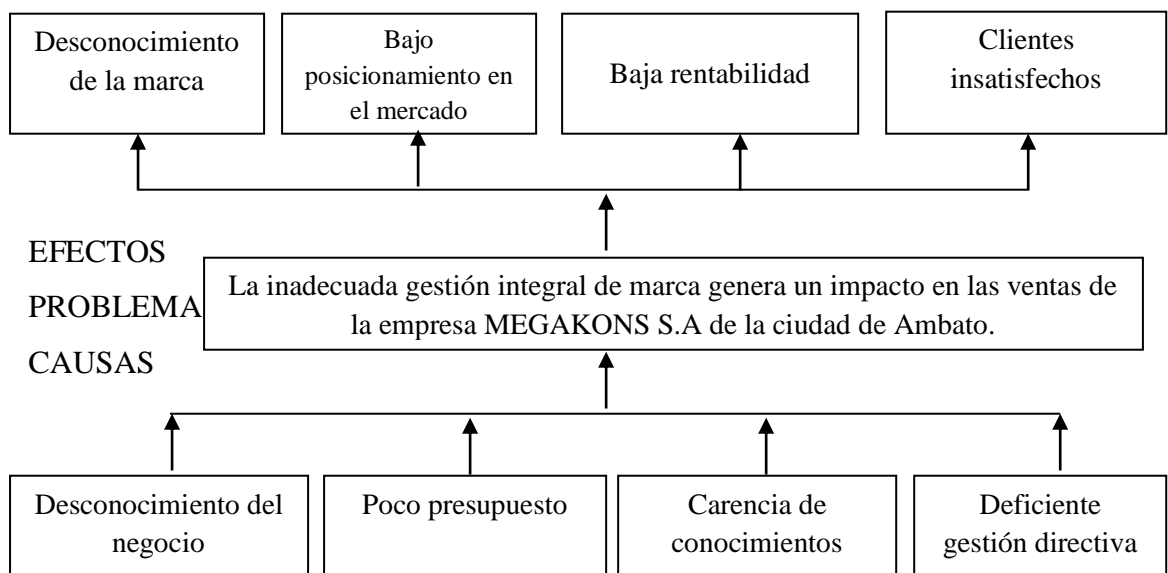 Desconocimiento
de la marca
Bajo
posicionamiento en
el mercado
Baja rentabilidad
Clientes
insatisfechos
EFECTOS
PROBLEMA
CAUSAS
La inadecuada gestión integral de marca genera un impacto en las ventas de
la empresa MEGAKONS S.A de la ciudad de Ambato.
Desconocimiento del
negocio
Poco presupuesto
Carencia de
conocimientos
Deficiente
gestión directiva